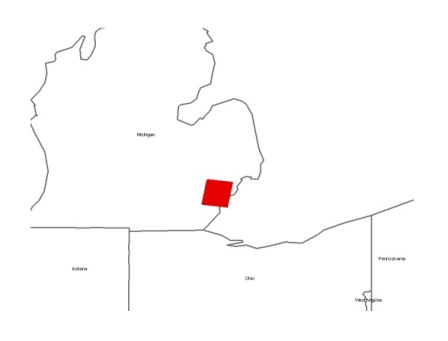 Michigan
Pennsylvania
Indiana
Ohio
West Virginia